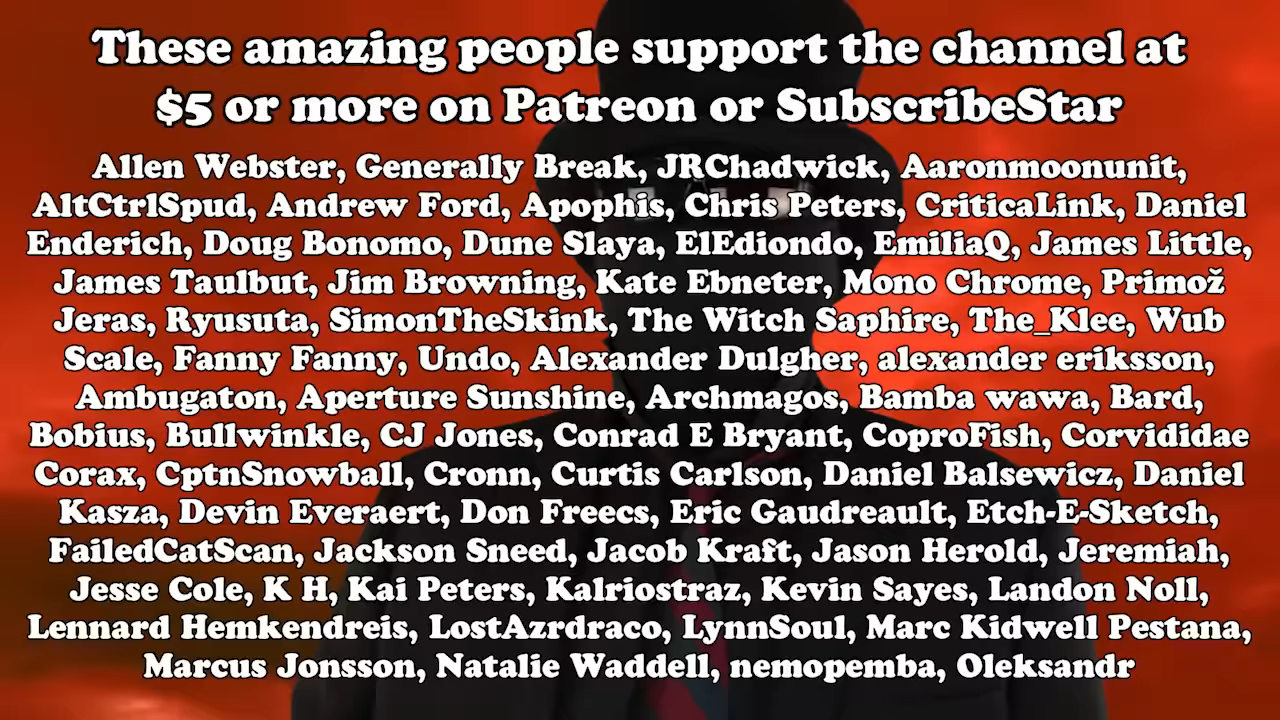 These amazing people support the channel at
$5 or more on Patreon or SubscribeStar
Allen Webster, Generally Break, JRChadwick, Aaronmoonunit,
AltCtrlSpud, Andrew Ford, Apophis, Chris Peters, CriticaLink, Daniel
Enderich, Doug Bonomo, Dune Slaya, ElEdiondo, EmiliaQ, James Little,
James Taulbut, Jim Browning, Kate Ebneter, Mono Chrome, Primož
Jeras, Ryusuta, SimonTheSkink, The Witch Saphire, The_Klee, Wub
Scale, Fanny Fanny, Undo, Alexander Dulgher, alexander eriksson,
Ambugaton, Aperture Sunshine, Archmagos, Bamba wawa, Bard,
Bobius, Bullwinkle, CJ Jones, Conrad E Bryant, CoproFish, Corvididae
Corax, CptnSnowball, Cronn, Curtis Carlson, Daniel Balsewicz, Daniel
Kasza, Devin Everaert, Don Freecs, Eric Gaudreault, Etch-E-Sketch,
FailedCatScan, Jackson Sneed, Jacob Kraft, Jason Herold, Jeremiah,
Jesse Cole, K H, Kai Peters, Kalriostraz, Kevin Sayes, Landon Noll,
Lennard Hemkendreis, LostAzrdraco, LynnSoul, Marc Kidwell Pestana,
Marcus Jonsson, Natalie Waddell, nemopemba, Oleksandr